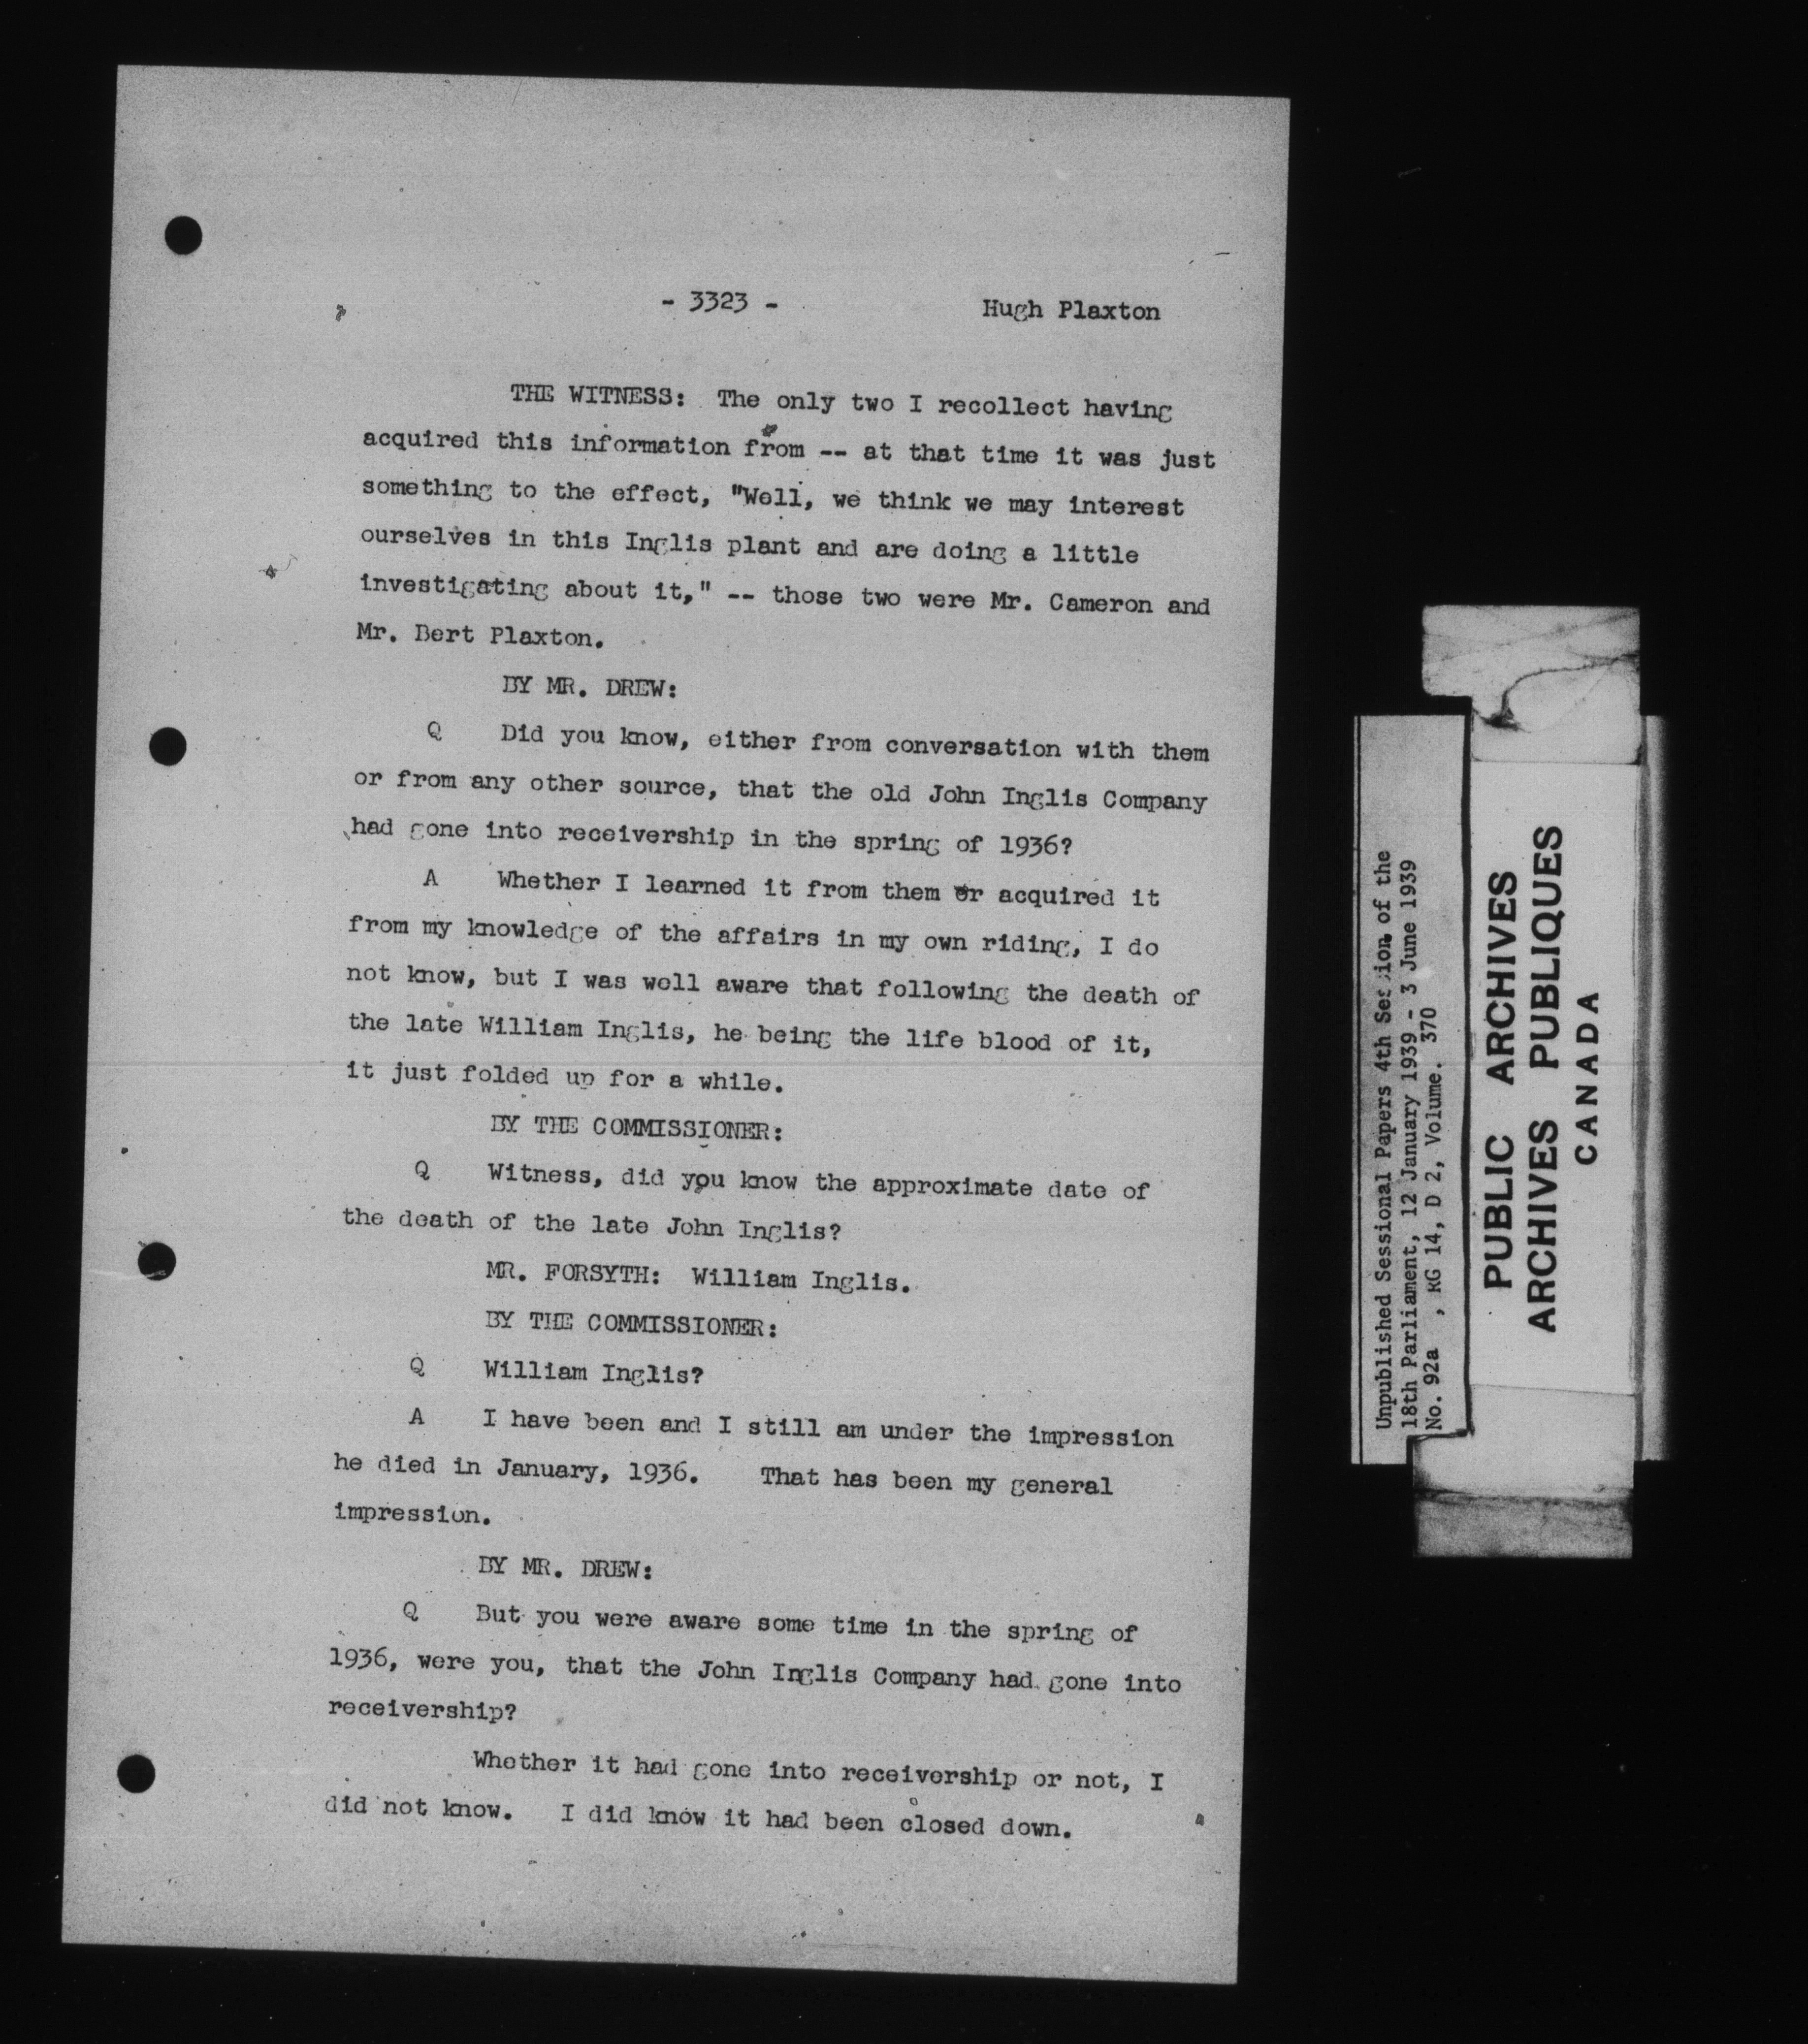 - 3323 -
Hugh Plaxton
THE WITNESS: The only two I recollect having
acquired this information from -- at that time it was just
something to the effect, "Well, we think we may interest
ourselves in this Inglis plant and are doing a little
investigating about it," -- those two were Mr. Cameron and
Mr. Bert Plaxton.
BY MR. DREW:
Q Did you know, either from conversation with them
or from any other source, that the old John Inglis Company
had gone into receivership in the spring of 1936?
A Whether I learned it from them or acquired it
from my knowledge of the affairs in my own riding, I do
not know, but I was well aware that following the death of
the late William Inglis, he being the life blood of it,
it just folded up for a while.
BY THE COMMISSIONER:
Q Witness, did you know the approximate date of
the death of the late John Inglis?
MR. FORSYTH: William Inglis.
BY THE COMMISSIONER:
Q William Inglis?
A I have been and I still am under the impression
he died in January, 1936. That has been my general
impression.
BY MR. DREW:
Q But you were aware some time in the spring of
1936, were you, that the John Inglis Company had gone into
receivership?
Whether it had gone into receivership or not, I
did not know. I did know it had been closed down.
Unpublished Sessional Papers 4th Session of the
18th Parliament, 12 January 1939 - 3 June 1939
No. 92a , RG 14, D 2, Volume. 370
PUBLIC ARCHIVES
ARCHIVES PUBLIQUES
CANADA